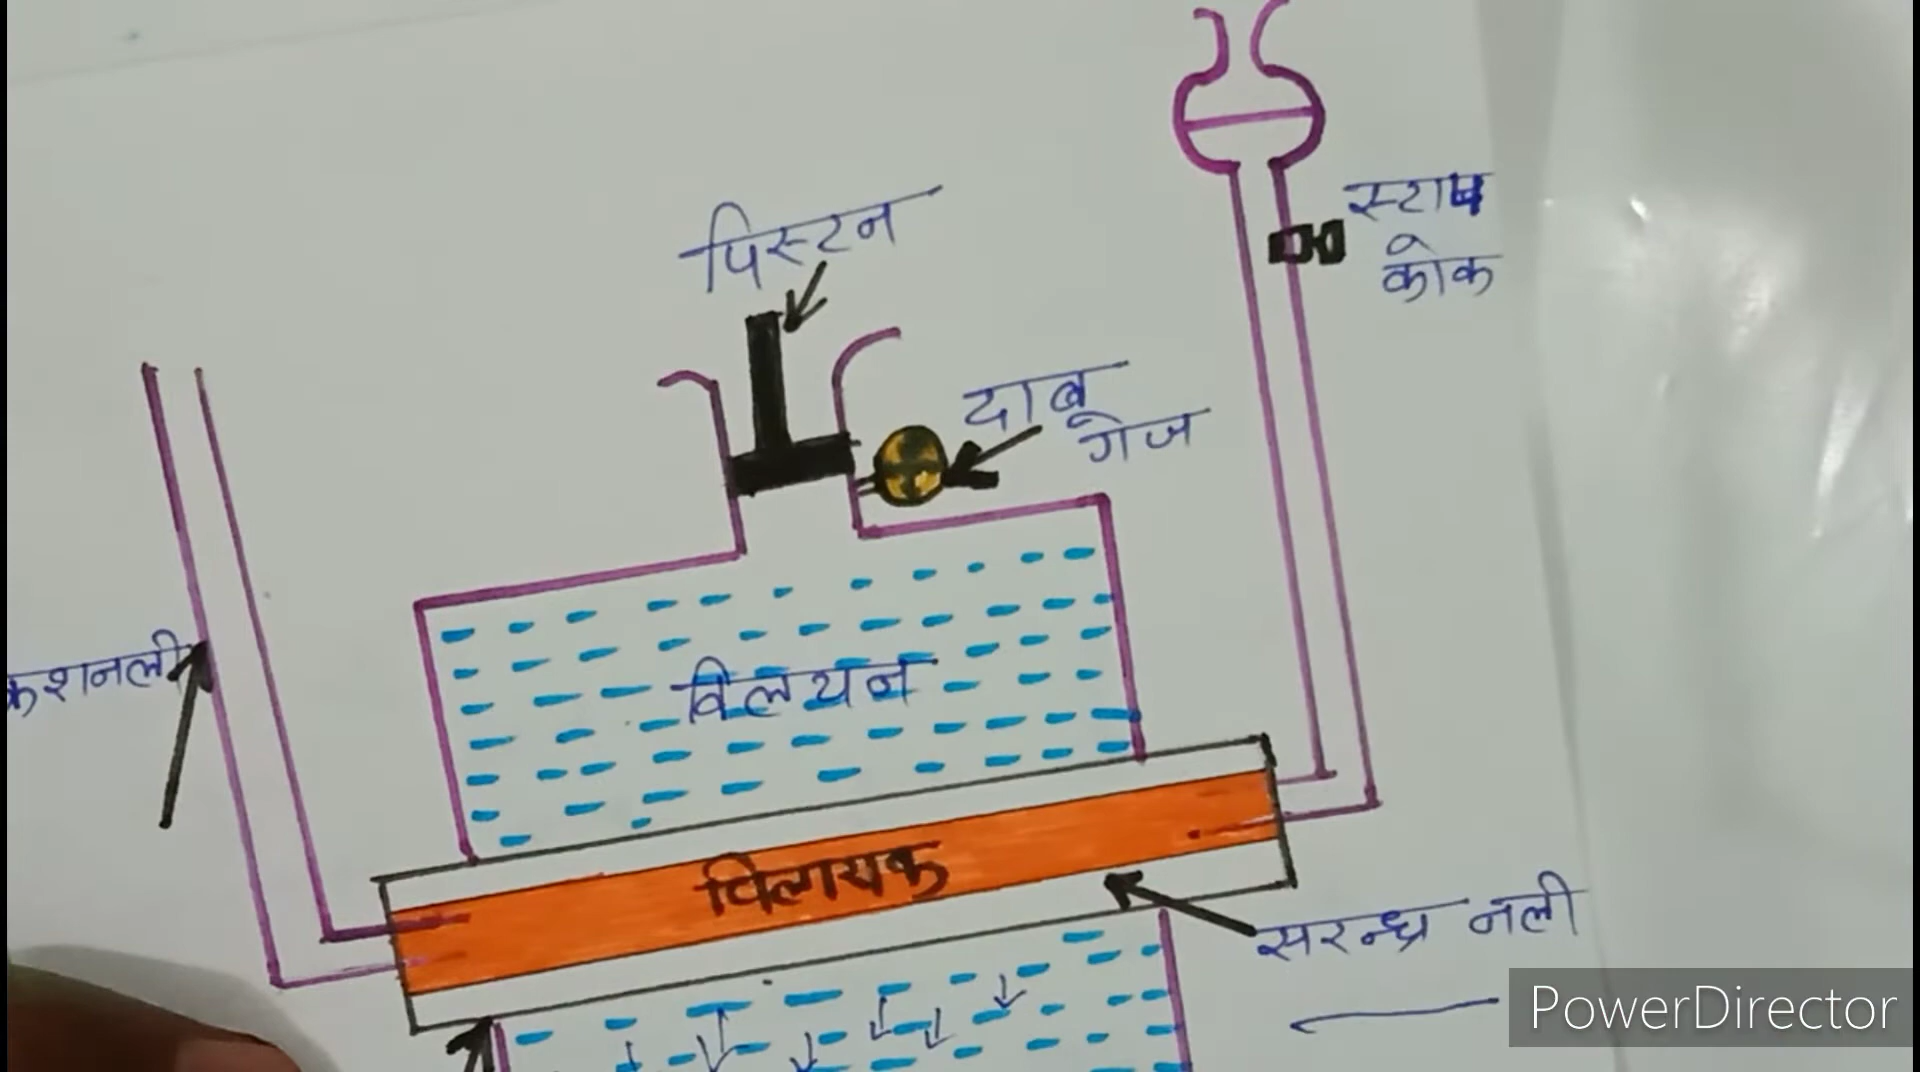 स्टाप
कोक
पिस्टन
दाब
गेज
केशनली
विलयन
विलायक
सरन्ध्र नली
PowerDirector